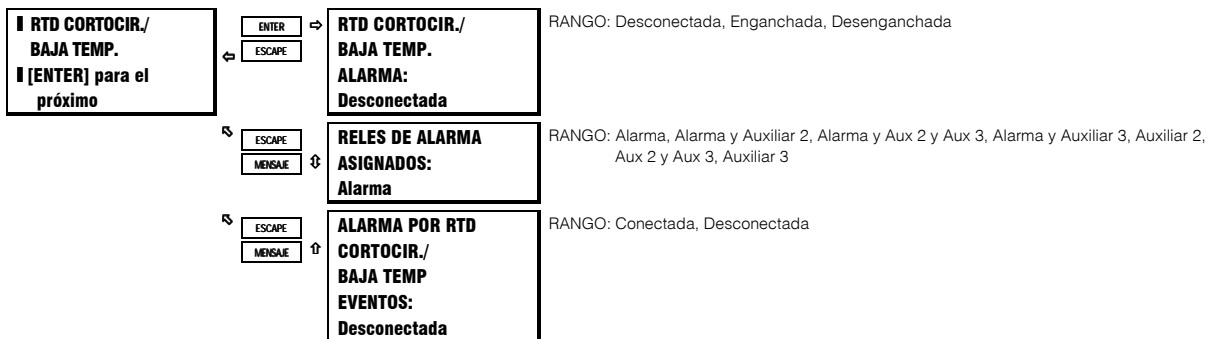 RTD CORTOCIR./
BAJA TEMP.
[ENTER] para el
próximo
ENTER
ESCAPE
RTD CORTOCIR./
BAJA TEMP.
ALARMA:
Desconectada
RANGO: Desconectada, Enganchada, Desenganchada
ESCAPE
MENSAJE
RELES DE ALARMA
ASIGNADOS:
Alarma
RANGO: Alarma, Alarma y Auxiliar 2, Alarma y Aux 2 y Aux 3, Alarma y Auxiliar 3, Auxiliar 2,
Aux 2 y Aux 3, Auxiliar 3
ESCAPE
MENSAJE
ALARMA POR RTD
CORTOCIR./
BAJA TEMP
EVENTOS:
Desconectada
RANGO: Conectada, Desconectada